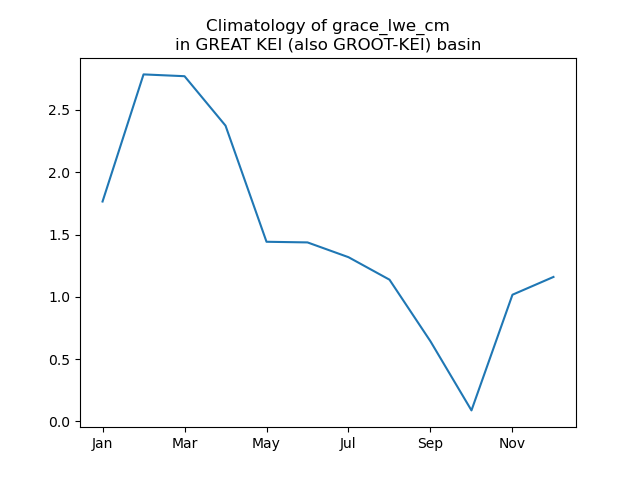 Climatology of grace_lwe_cm
in GREAT KEI (also GROOT-KEI) basin
2.5
2.0
1.5
1.0
0.5
0.0
Jan Mar May Jul Sep Nov